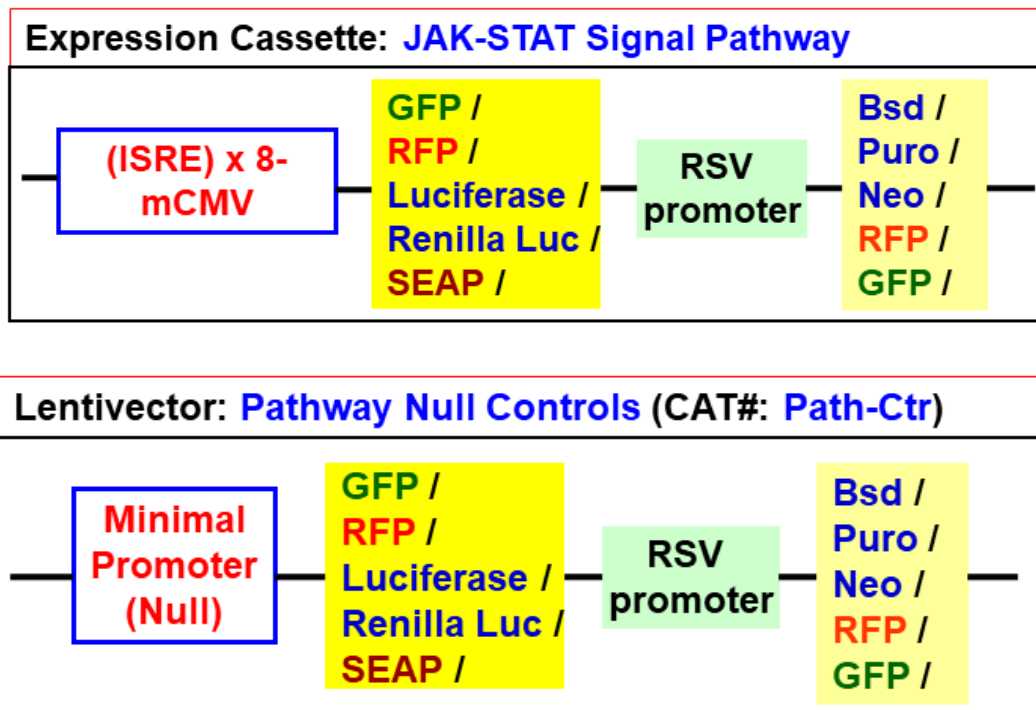 Expression Cassette: JAK-STAT Signal Pathway
(ISRE) x 8-
mCMV
GFP /
RFP /
Luciferase /
Renilla Luc /
SEAP /
RSV
promoter
Bsd /
Puro /
Neo /
RFP /
GFP /
Lentivector: Pathway Null Controls (CAT#: Path-Ctr)
Minimal
Promoter
(Null)
GFP /
RFP /
Luciferase /
Renilla Luc /
SEAP /
RSV
promoter
Bsd /
Puro /
Neo /
RFP /
GFP /